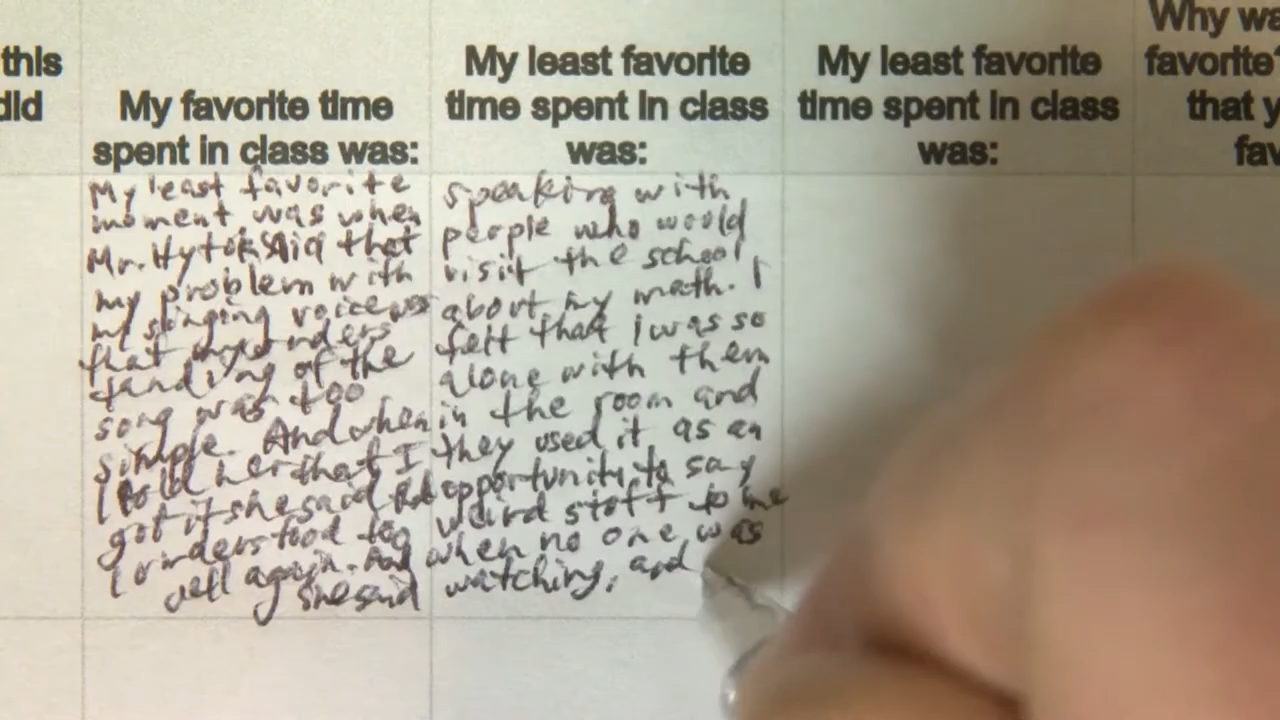 this
did
My favorite time
spent in class was:
My least favorite
time spent in class
was:
My least favorite
time spent in class
was:
Why wa
favorite?
that y
fav
My least favorite
moment was when
Mr. Hytok said that
my problem with
my singing voice was
that
of the
song was too
simple. And when
I told her that I
got it she said
I understood too
well again. And
she said
speaking with
people who would
visit the school
about my math. I
felt that I was so
alone with them
in the room and
they used it as an
opportunity to say
weird stoff to me
when no one was
watching, and